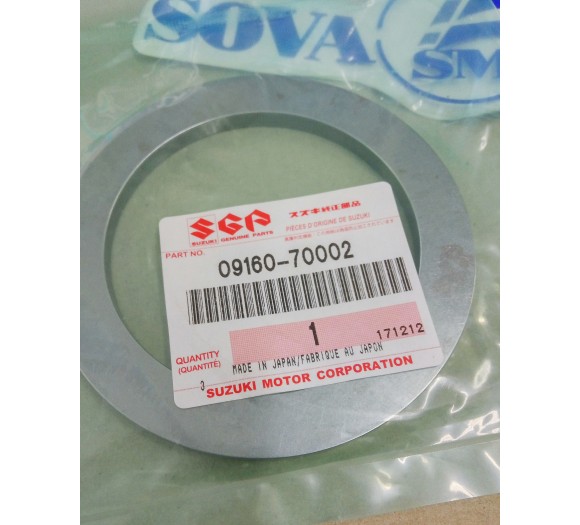 SOVA
SM
SGP
スズキ純正部品
SUZUKI GENUINE PARTS
PIÈCES D'ORIGINE DE SUZUKI
PART NO.
09160-70002
1
171212
QUANTITY
(QUANTITÉ)
MADE IN JAPAN/FABRIQUE AU JAPON
3
SUZUKI MOTOR CORPORATION